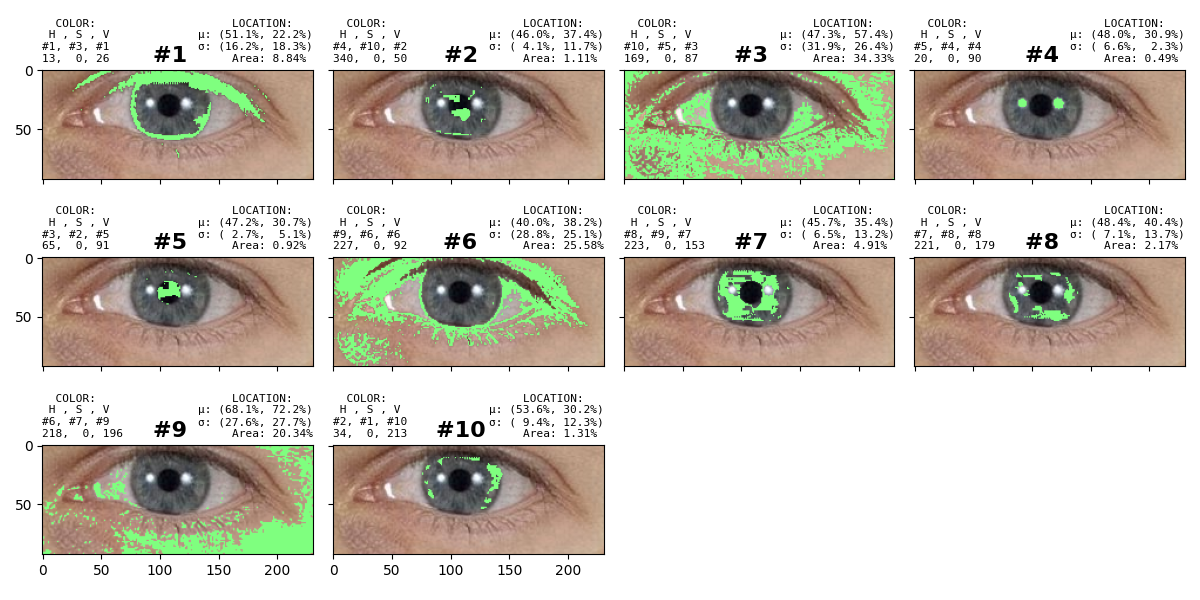 COLOR: LOCATION:
H , S , V μ: (51.1%, 22.2%)
#1, #3, #1 σ: (16.2%, 18.3%)
13, 0, 26 #1 Area: 8.84%
COLOR: LOCATION:
H , S , V μ: (46.0%, 37.4%)
#4, #10, #2 σ: ( 4.1%, 11.7%)
340, 0, 50 #2 Area: 1.11%
COLOR: LOCATION:
H , S , V μ: (47.3%, 57.4%)
#10, #5, #3 σ: (31.9%, 26.4%)
169, 0, 87 #3 Area: 34.33%
COLOR: LOCATION:
H , S , V μ: (48.0%, 30.9%)
#5, #4, #4 σ: ( 6.6%, 2.3%)
20, 0, 90 #4 Area: 0.49%
0
50
COLOR: LOCATION:
H , S , V μ: (47.2%, 30.7%)
#3, #2, #5 σ: ( 2.7%, 5.1%)
65, 0, 91 #5 Area: 0.92%
COLOR: LOCATION:
H , S , V μ: (40.0%, 38.2%)
#9, #6, #6 σ: (28.8%, 25.1%)
227, 0, 92 #6 Area: 25.58%
COLOR: LOCATION:
H , S , V μ: (45.7%, 35.4%)
#8, #9, #7 σ: ( 6.5%, 13.2%)
223, 0, 153 #7 Area: 4.91%
COLOR: LOCATION:
H , S , V μ: (48.4%, 40.4%)
#7, #8, #8 σ: ( 7.1%, 13.7%)
221, 0, 179 #8 Area: 2.17%
0
50
COLOR: LOCATION:
H , S , V μ: (68.1%, 72.2%)
#6, #7, #9 σ: (27.6%, 27.7%)
218, 0, 196 #9 Area: 20.34%
COLOR: LOCATION:
H , S , V μ: (53.6%, 30.2%)
#2, #1, #10 σ: ( 9.4%, 12.3%)
34, 0, 213 #10 Area: 1.31%
0
50
0 50 100 150 200
0 50 100 150 200